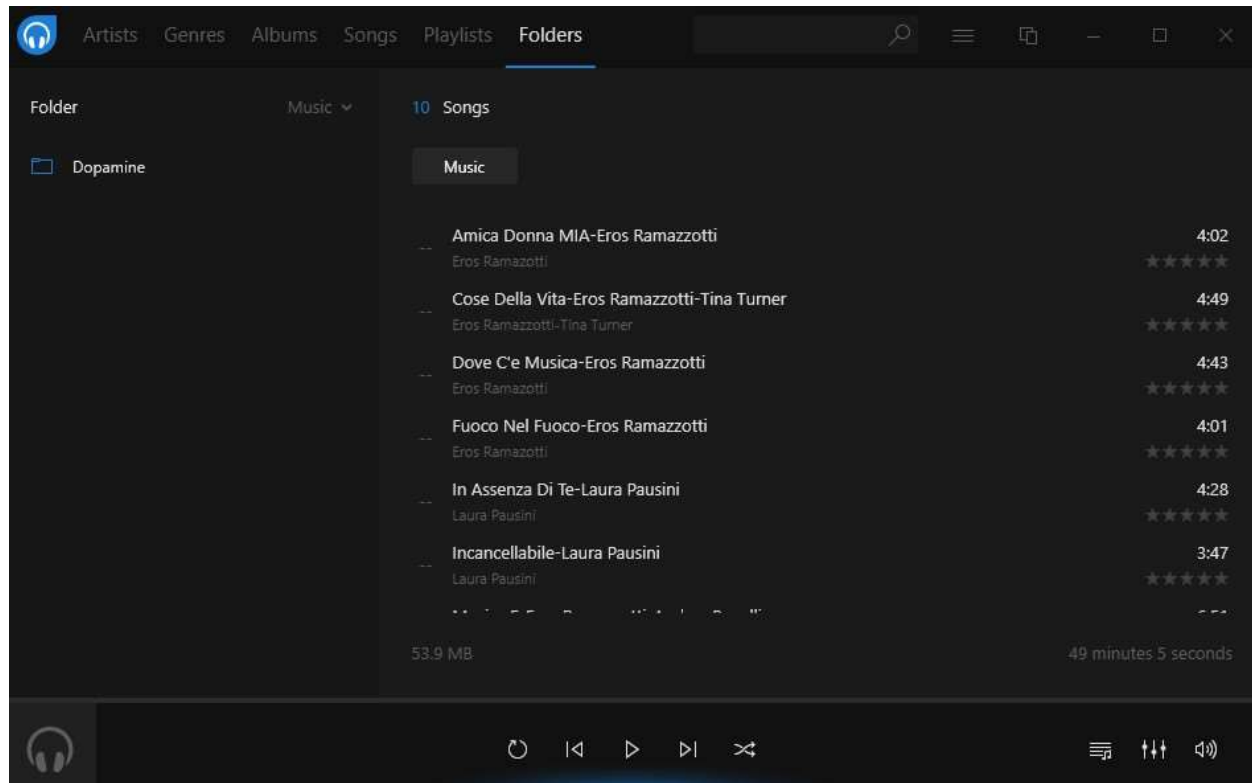 Artists Genres Albums Songs Playlists Folders
Folder Music
Dopamine
10 Songs
Music
-- Amica Donna MIA-Eros Ramazzotti 4:02
Eros Ramazotti
-- Cose Della Vita-Eros Ramazzotti-Tina Turner 4:49
Eros Ramazzotti-Tina Turner
-- Dove C'e Musica-Eros Ramazzotti 4:43
Eros Ramazotti
-- Fuoco Nel Fuoco-Eros Ramazzotti 4:01
Eros Ramazotti
-- In Assenza Di Te-Laura Pausini 4:28
Laura Pausini
-- Incancellabile-Laura Pausini 3:47
Laura Pausini
53.9 MB 49 minutes 5 seconds